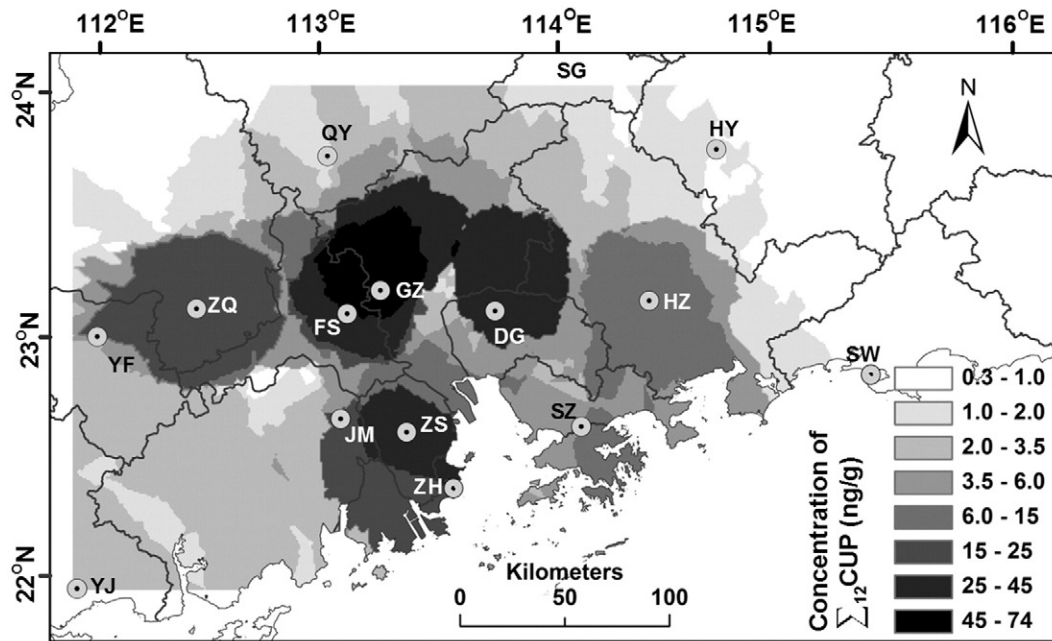 112°E 113°E 114°E 115°E 116°E
SG
24°N
N
QY
HY
GZ
ZQ
HZ
FS
DG
23°N
YF
SW
0.3 - 1.0
1.0 - 2.0
SZ
JM
ZS
2.0 - 3.5
3.5 - 6.0
ZH
6.0 - 15
22°N
YJ
Kilometers
0 50 100
15 - 25
25 - 45
45 - 74
Concentration of
∑12CUP (ng/g)